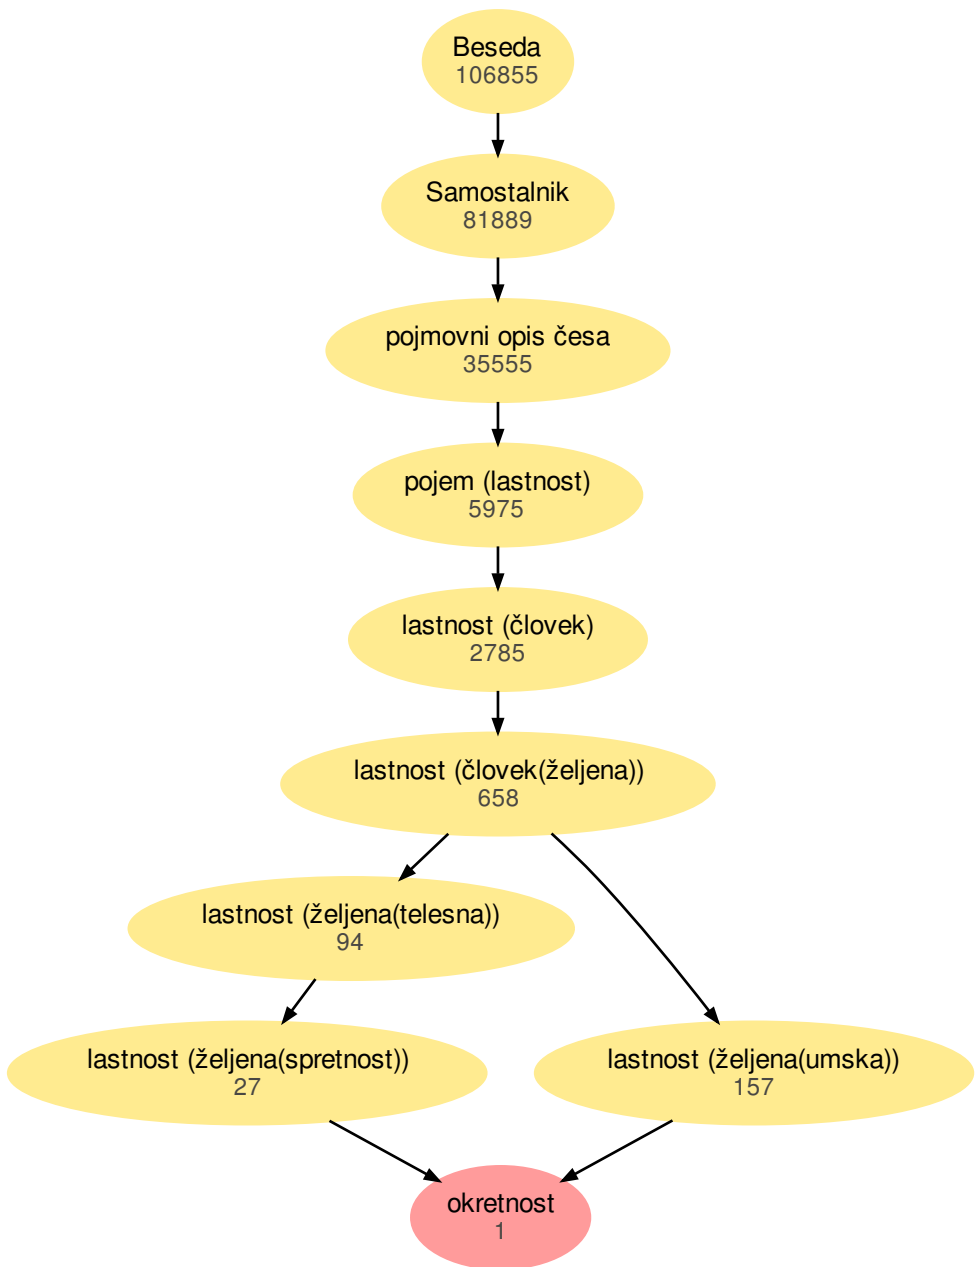 Beseda
106855
Samostalnik
81889
pojmovni opis česa
35555
pojem (lastnost)
5975
lastnost (človek)
2785
lastnost (človek(željena))
658
lastnost (željena(telesna))
94
lastnost (željena(spretnost))
27
lastnost (željena(umska))
157
okretnost
1